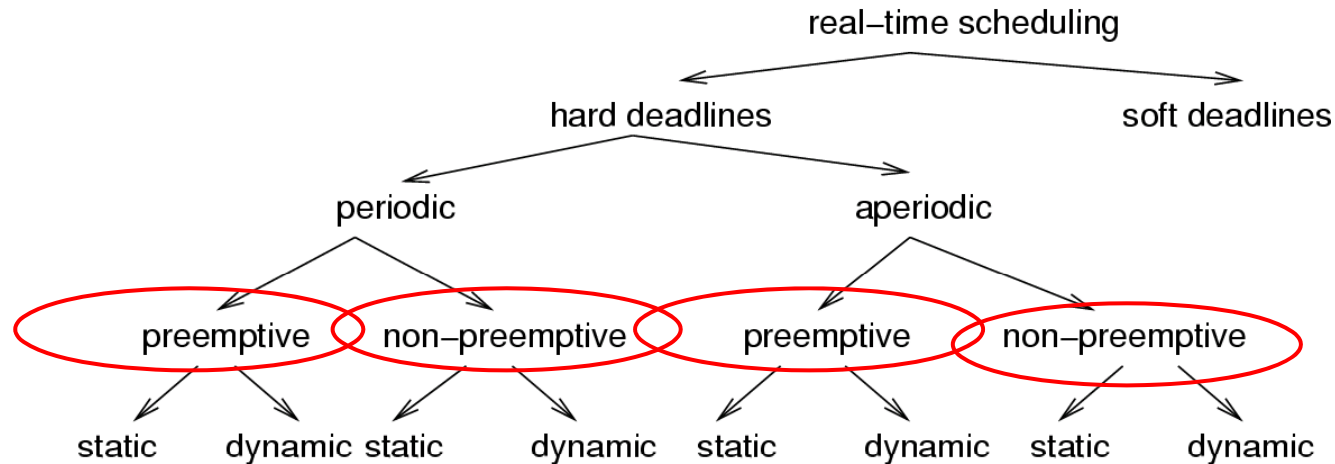 real−time scheduling
hard deadlines soft deadlines
periodic aperiodic
preemptive non−preemptive preemptive non−preemptive
static dynamic static dynamic static dynamic static dynamic